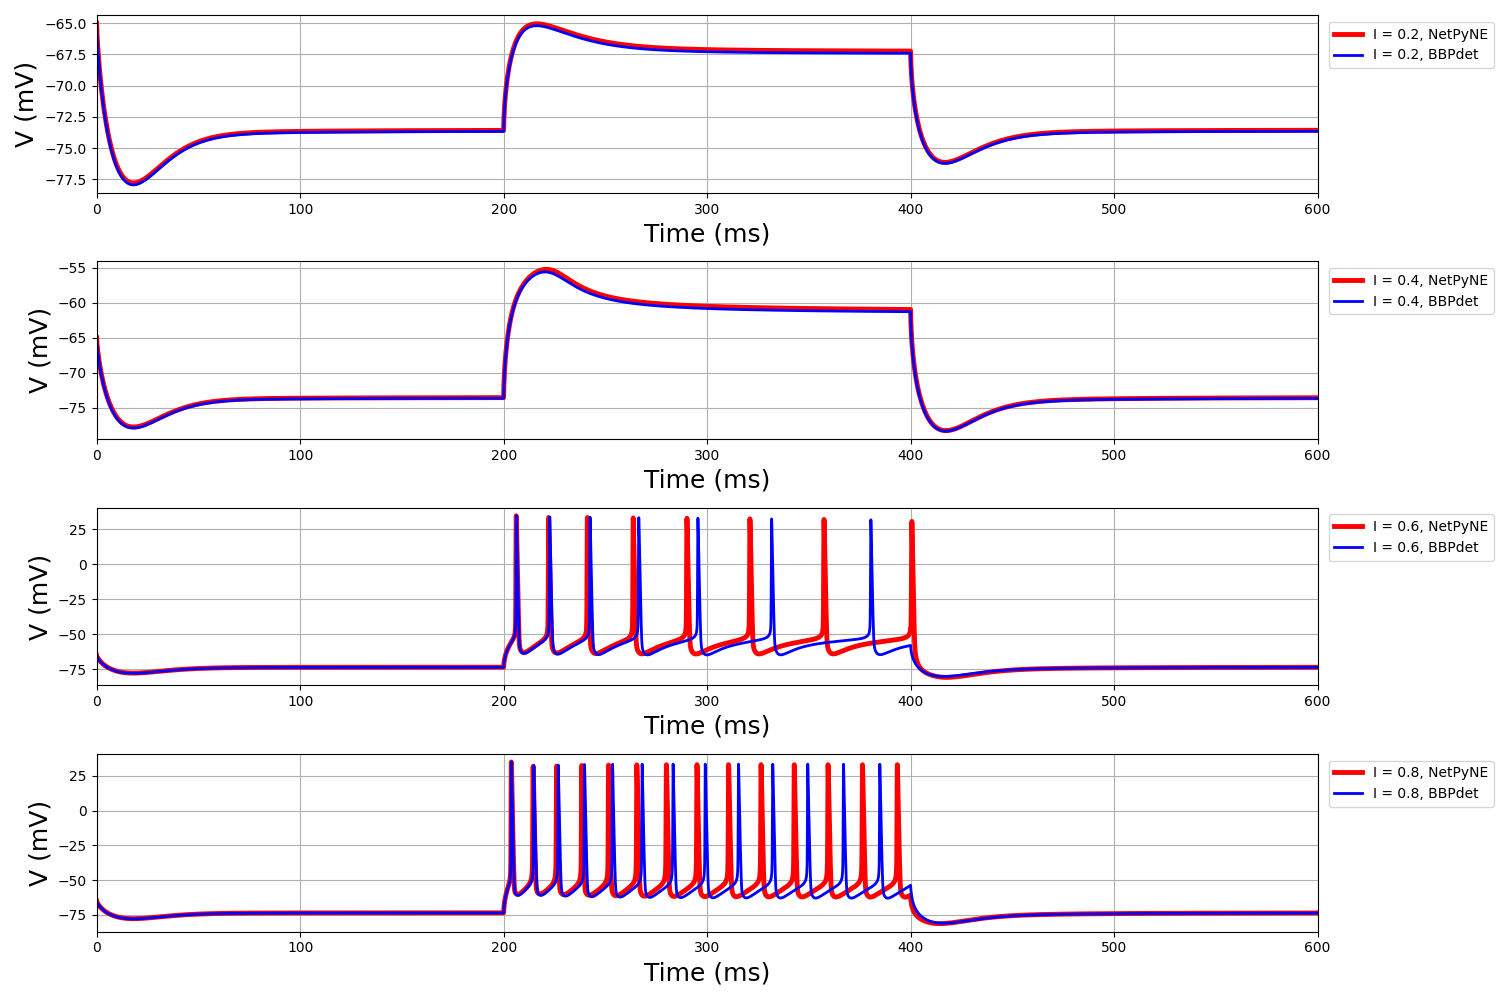 −65.0
−67.5
−70.0
−72.5
−75.0
−77.5
V (mV)
0 100 200 300 400 500 600
Time (ms)
I = 0.2, NetPyNE
I = 0.2, BBPdet
−55
−60
−65
−70
−75
V (mV)
0 100 200 300 400 500 600
Time (ms)
I = 0.4, NetPyNE
I = 0.4, BBPdet
25
0
−25
−50
−75
V (mV)
0 100 200 300 400 500 600
Time (ms)
I = 0.6, NetPyNE
I = 0.6, BBPdet
25
0
−25
−50
−75
V (mV)
0 100 200 300 400 500 600
Time (ms)
I = 0.8, NetPyNE
I = 0.8, BBPdet